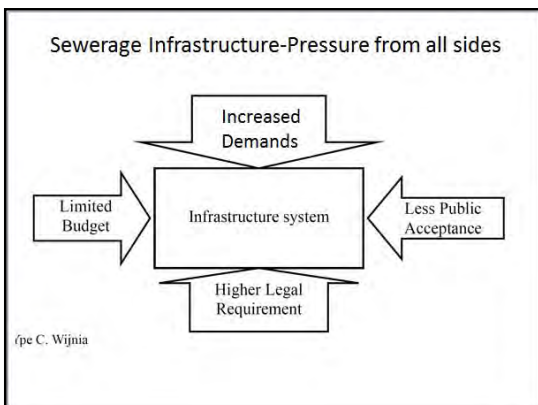 Sewerage Infrastructure-Pressure from all sides
Increased
Demands
Limited
Budget
Infrastructure system
Less Public
Acceptance
Higher Legal
Requirement
C. Wijnia